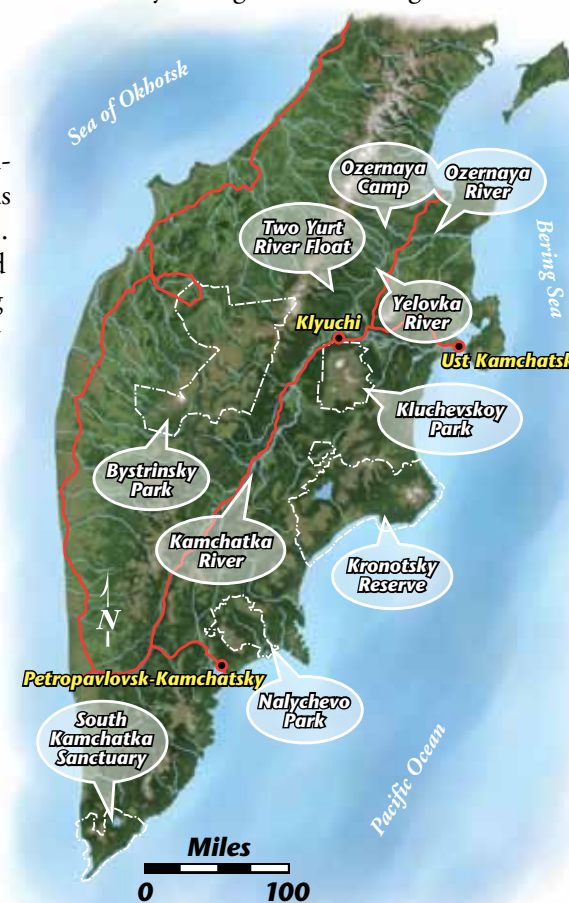 Sea of Okhotsk
Ozernaya
Camp
Ozernaya
River
Two Yurt
River Float
Bering Sea
Yelovka
River
Klyuchi
Ust Kamchatsk
Kluchevskoy
Park
Bystrinsky
Park
Kamchatka
River
Kronotsky
Reserve
N
Petropavlovsk-Kamchatsky
Nalychevo
Park
South
Kamchatka
Sanctuary
Pacific Ocean
Miles
0 100